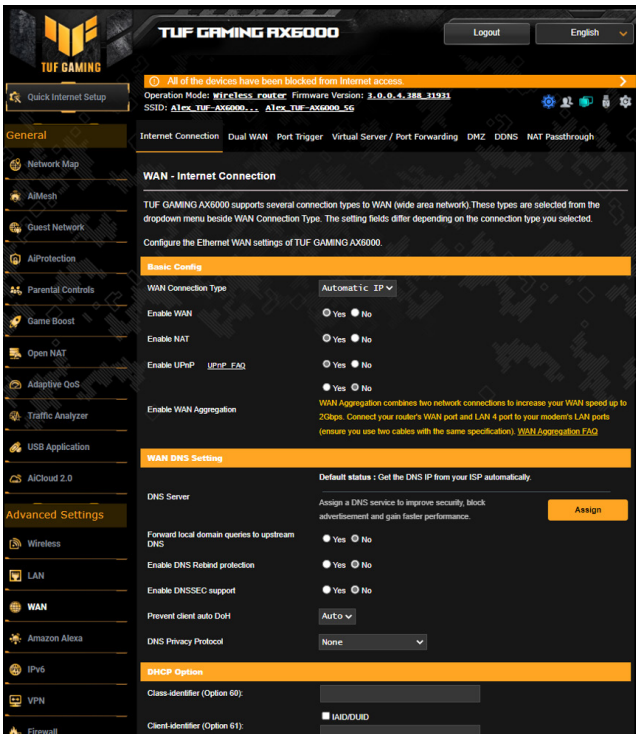 TUF GAMING AX6000
Logout
English
TUF GAMING
Quick Internet Setup
All of the devices have been blocked from Internet access.
Operation Mode: Wireless router Firmware Version: 3.0.0.4.388_31931
SSID: Alex_TUF-AX6000... Alex_TUF-AX6000_5G
General
Network Map
AiMesh
Guest Network
AiProtection
Parental Controls
Game Boost
Open NAT
Adaptive QoS
Traffic Analyzer
USB Application
AiCloud 2.0
Advanced Settings
Wireless
LAN
WAN
Amazon Alexa
IPv6
VPN
Firewall
Internet Connection Dual WAN Port Trigger Virtual Server / Port Forwarding DMZ DDNS NAT Passthrough
WAN - Internet Connection
TUF GAMING AX6000 supports several connection types to WAN (wide area network).These types are selected from the
dropdown menu beside WAN Connection Type. The setting fields differ depending on the connection type you selected.
Configure the Ethernet WAN settings of TUF GAMING AX6000.
Basic Config
WAN Connection Type Automatic IP
Enable WAN Yes No
Enable NAT Yes No
Enable UPnP UPnP FAQ Yes No
Yes No
Enable WAN Aggregation
WAN Aggregation combines two network connections to increase your WAN speed up to
2Gbps. Connect your router's WAN port and LAN 4 port to your modem's LAN ports
(ensure you use two cables with the same specification). WAN Aggregation FAQ
WAN DNS Setting
Default status : Get the DNS IP from your ISP automatically.
DNS Server
Assign a DNS service to improve security, block
advertisement and gain faster performance.
Assign
Forward local domain queries to upstream
DNS
Yes No
Enable DNS Rebind protection Yes No
Enable DNSSEC support Yes No
Prevent client auto DoH Auto
DNS Privacy Protocol None
DHCP Option
Class-identifier (Option 60):
IAID/DUID
Client-identifier (Option 61):